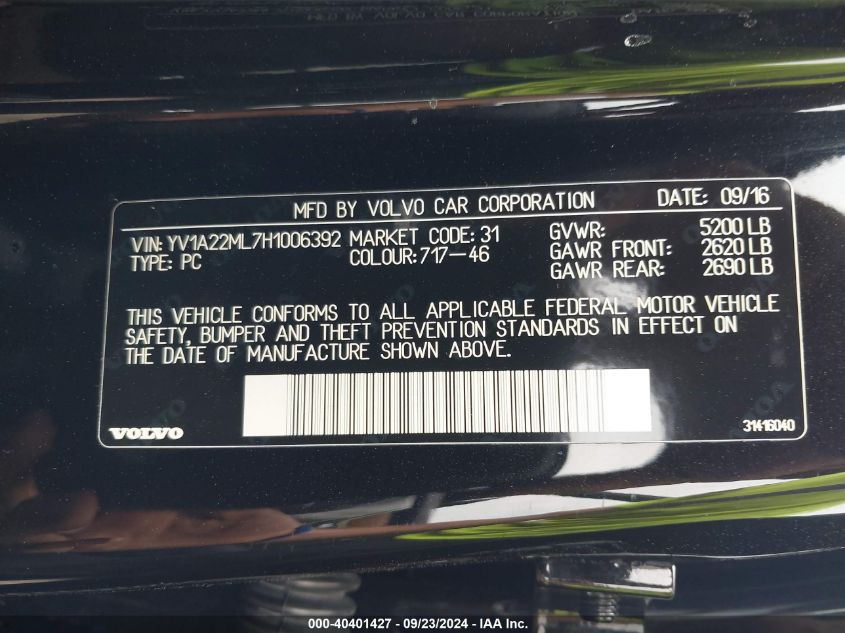 MFD BY VOLVO CAR CORPORATION DATE: 09/16
VIN: YV1A22ML7H1006392 MARKET CODE: 31 GVWR: 5200 LB
TYPE: PC COLOUR:717-46 GAWR FRONT: 2620 LB
GAWR REAR: 2690 LB
THIS VEHICLE CONFORMS TO ALL APPLICABLE FEDERAL MOTOR VEHICLE
SAFETY, BUMPER AND THEFT PREVENTION STANDARDS IN EFFECT ON
THE DATE OF MANUFACTURE SHOWN ABOVE.
VOLVO 31416040
000-40401427 - 09/23/2024 - IAA Inc.